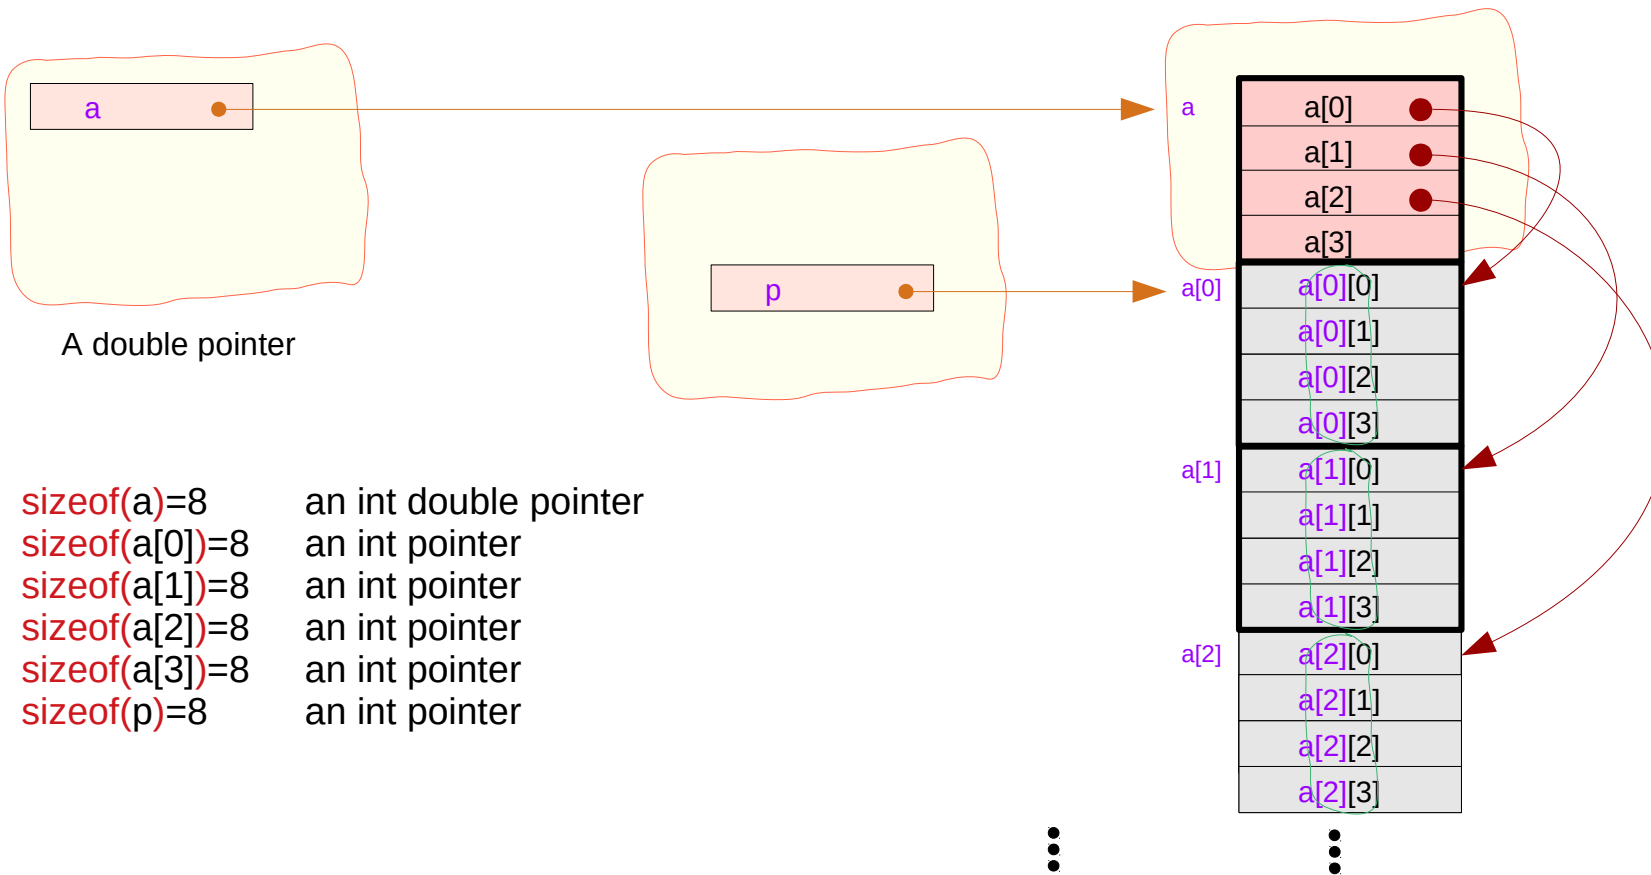 a
a
a[0]
a[1]
a[2]
a[3]
p
a[0]
a[0][0]
a[0][1]
a[0][2]
a[0][3]
A double pointer
a[1]
a[1][0]
a[1][1]
a[1][2]
a[1][3]
sizeof(a)=8 an int double pointer
sizeof(a[0])=8 an int pointer
sizeof(a[1])=8 an int pointer
sizeof(a[2])=8 an int pointer
sizeof(a[3])=8 an int pointer
sizeof(p)=8 an int pointer
a[2]
a[2][0]
a[2][1]
a[2][2]
a[2][3]